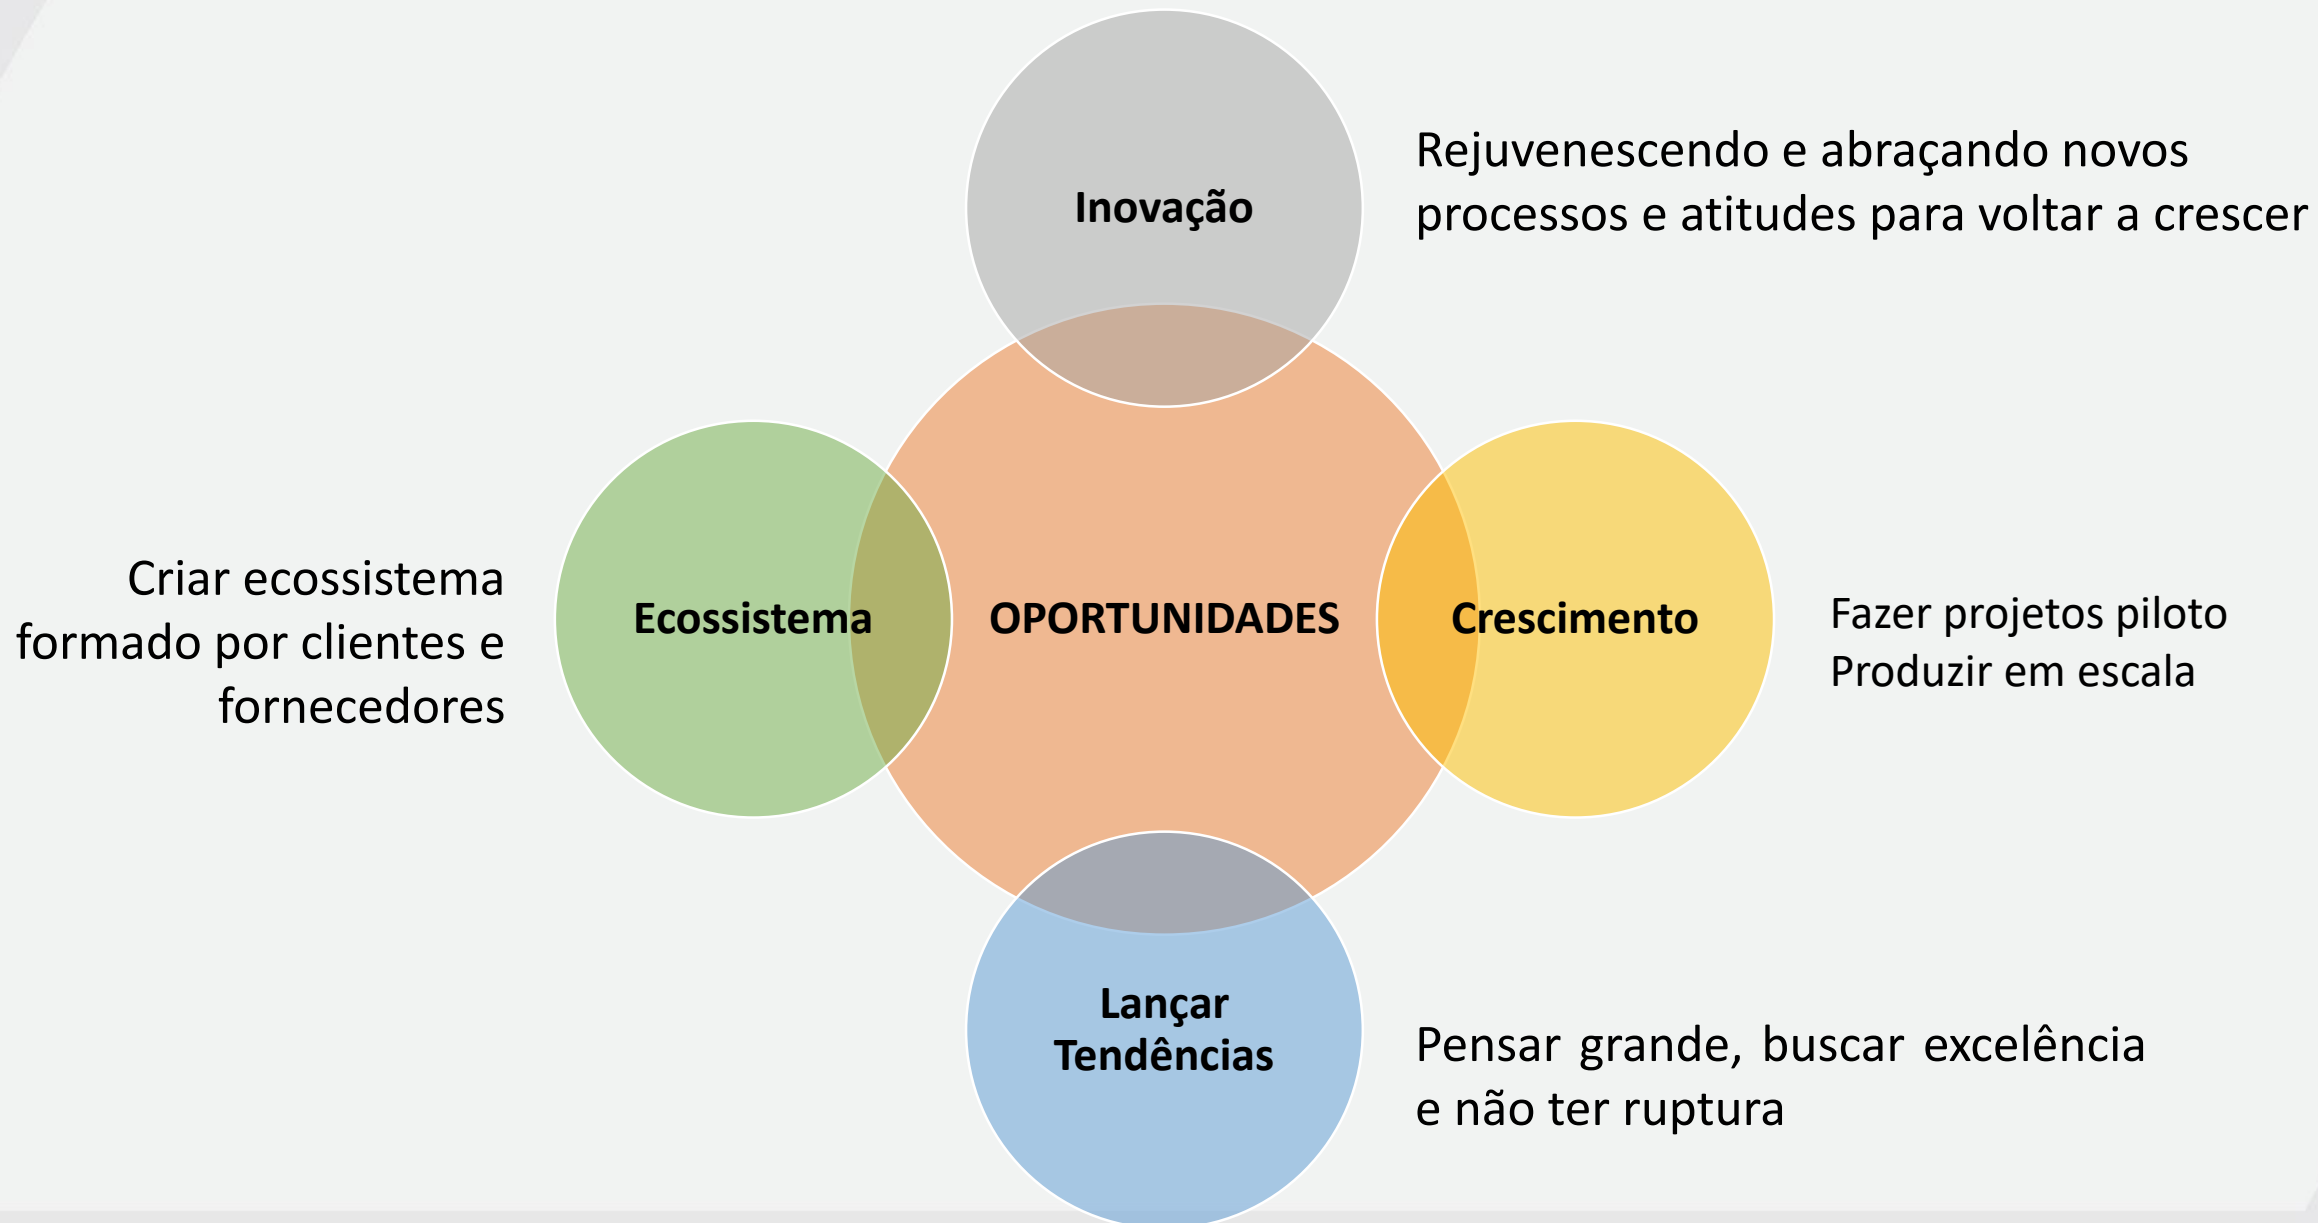 Inovação
Rejuvenescendo e abraçando novos
processos e atitudes para voltar a crescer
Criar ecossistema
formado por clientes e
fornecedores
Ecossistema
OPORTUNIDADES
Crescimento
Fazer projetos piloto
Produzir em escala
Lançar
Tendências
Pensar grande, buscar excelência
e não ter ruptura